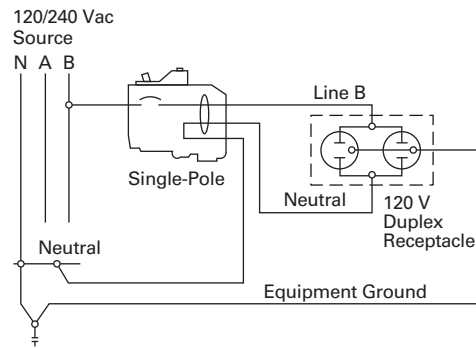 120/240 Vac
Source
N A B
Line B
Single-Pole
Neutral
120 V
Duplex
Receptacle
Neutral
Equipment Ground